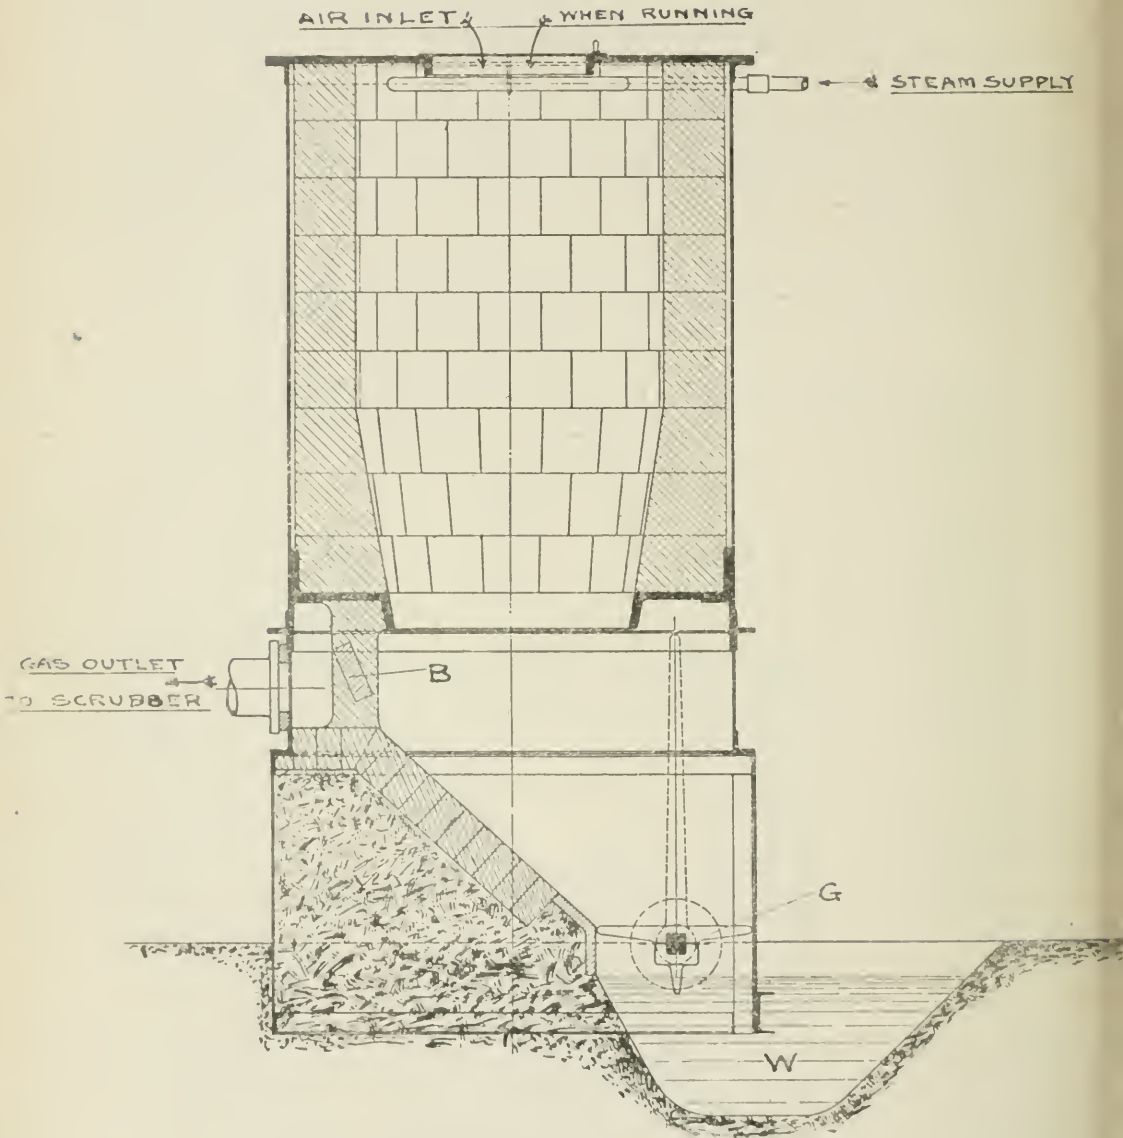 AIR INLET WHEN RUNNING
STEAM SUPPLY
GAS OUTLET
TO SCRUBBER
B
G
W